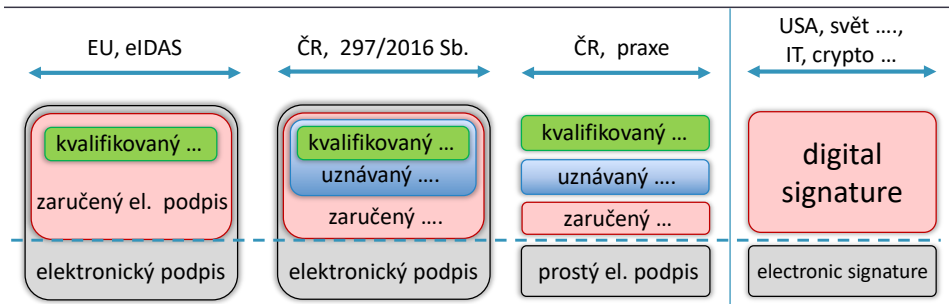 EU, eIDAS
kvalifikovaný ...
zaručený el. podpis
elektronický podpis
ČR, 297/2016 Sb.
kvalifikovaný ...
uznávaný ....
zaručený ....
elektronický podpis
ČR, praxe
kvalifikovaný ...
uznávaný ....
zaručený ...
prostý el. podpis
USA, svět ....,
IT, crypto ...
digital
signature
electronic signature